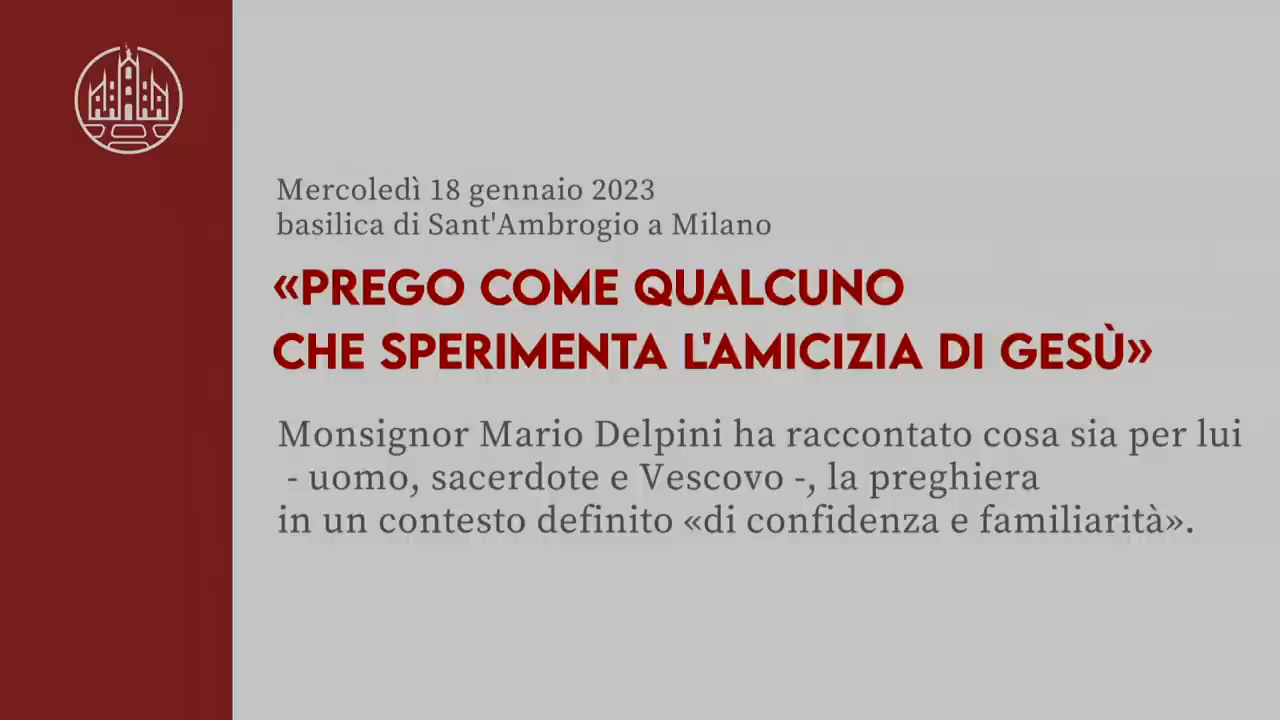 Mercoledì 18 gennaio 2023
basilica di Sant'Ambrogio a Milano
«PREGO COME QUALCUNO
CHE SPERIMENTA L'AMICIZIA DI GESÙ»
Monsignor Mario Delpini ha raccontato cosa sia per lui
- uomo, sacerdote e Vescovo -, la preghiera
in un contesto definito «di confidenza e familiarità».